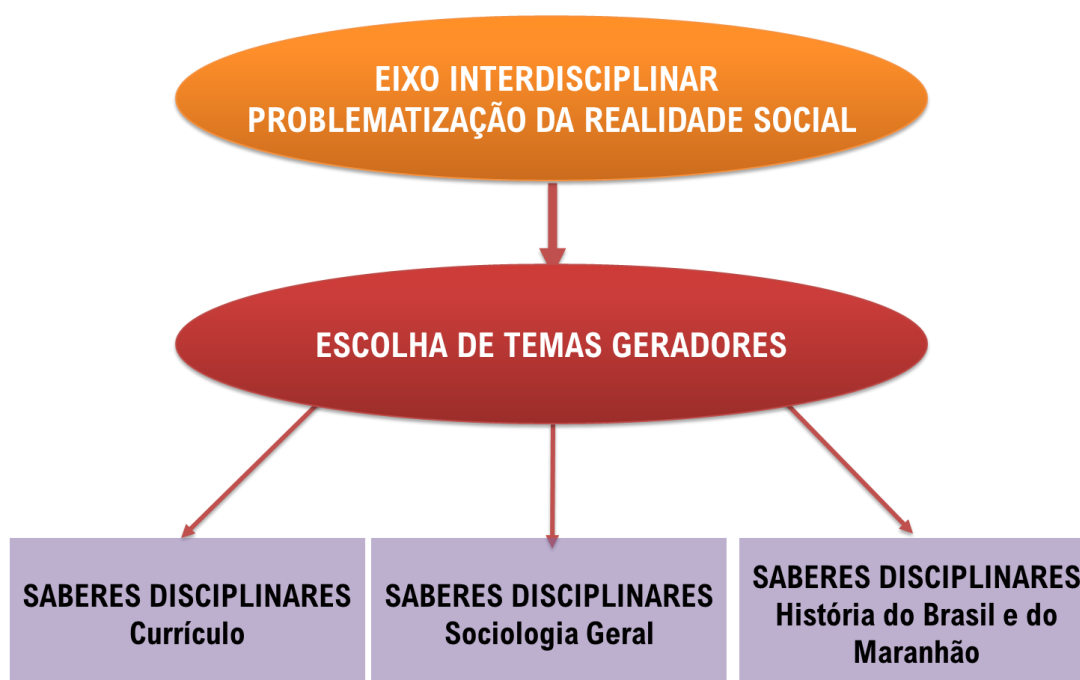 EIXO INTERDISCIPLINAR
PROBLEMATIZAÇÃO DA REALIDADE SOCIAL
ESCOLHA DE TEMAS GERADORES
SABERES DISCIPLINARES
Currículo
SABERES DISCIPLINARES
Sociologia Geral
SABERES DISCIPLINARES
História do Brasil e do
Maranhão